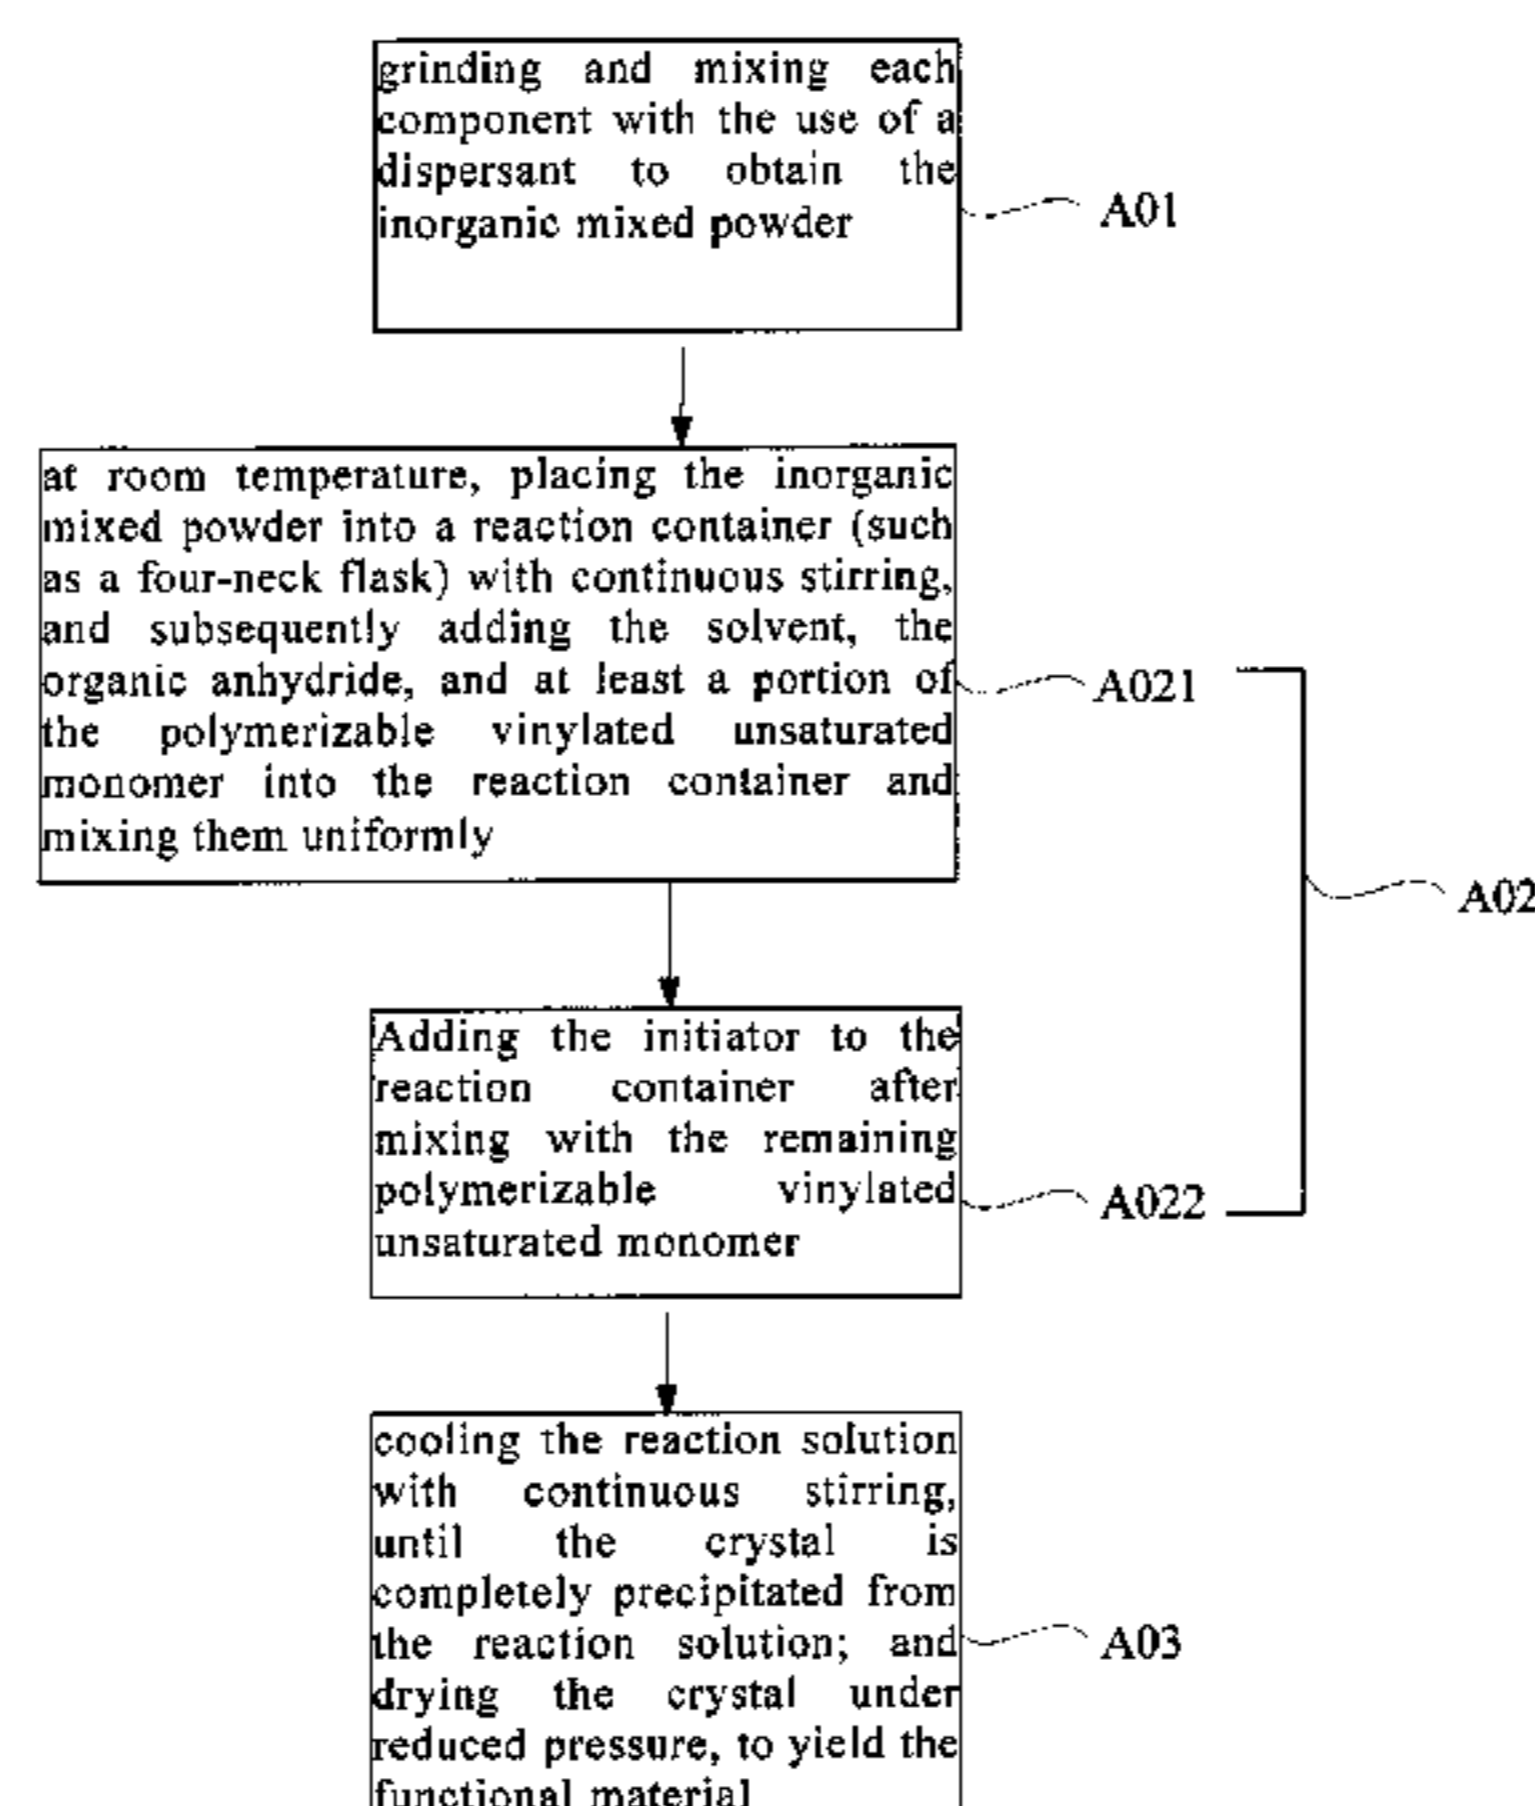 grinding and mixing each
component with the use of a
dispersant to obtain the
inorganic mixed powder
A01
at room temperature, placing the inorganic
mixed powder into a reaction container (such
as a four-neck flask) with continuous stirring,
and subsequently adding the solvent, the
organic anhydride, and at least a portion of
the polymerizable vinylated unsaturated
monomer into the reaction container and
mixing them uniformly
A021
A02
Adding the initiator to the
reaction container after
mixing with the remaining
polymerizable vinylated
unsaturated monomer
A022
cooling the reaction solution
with continuous stirring,
until the crystal is
completely precipitated from
the reaction solution; and
drying the crystal under
reduced pressure, to yield the
functional material
A03